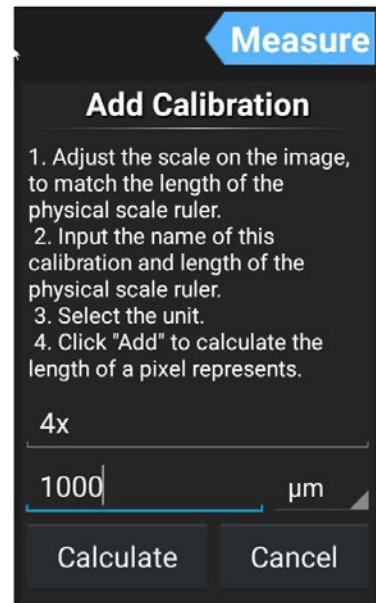 Measure
Add Calibration
1. Adjust the scale on the image,
to match the length of the
physical scale ruler.
2. Input the name of this
calibration and length of the
physical scale ruler.
3. Select the unit.
4. Click "Add" to calculate the
length of a pixel represents.
4x
1000 μm
Calculate Cancel